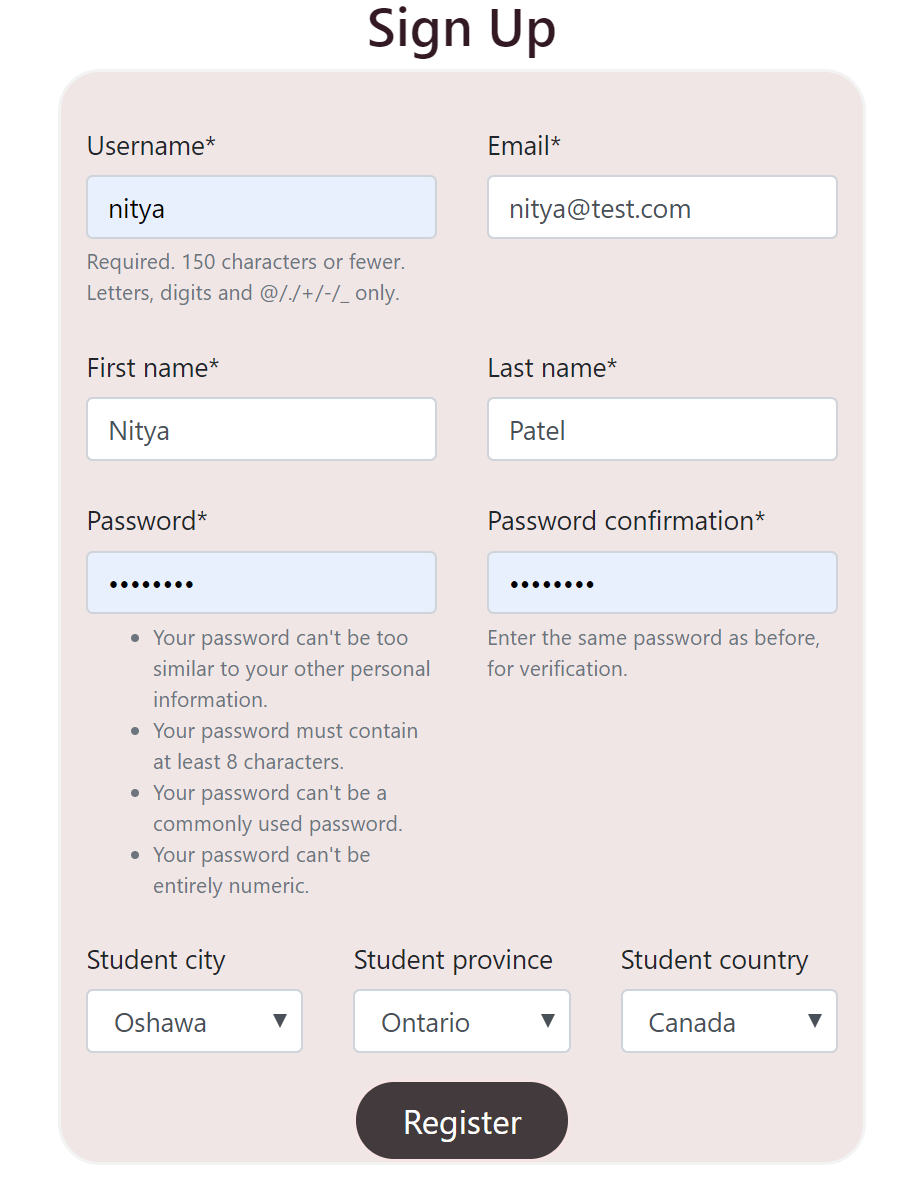 Sign Up
Username*
Email*
nitya
nitya@test.com
Required. 150 characters or fewer.
Letters, digits and @/./+/-/_ only.
First name*
Last name*
Nitya
Patel
Password*
Password confirmation*
••••••••
••••••••
• Your password can't be too
similar to your other personal
information.
• Your password must contain
at least 8 characters.
• Your password can't be a
commonly used password.
• Your password can't be
entirely numeric.
Enter the same password as before,
for verification.
Student city
Student province
Student country
Oshawa
Ontario
Canada
Register